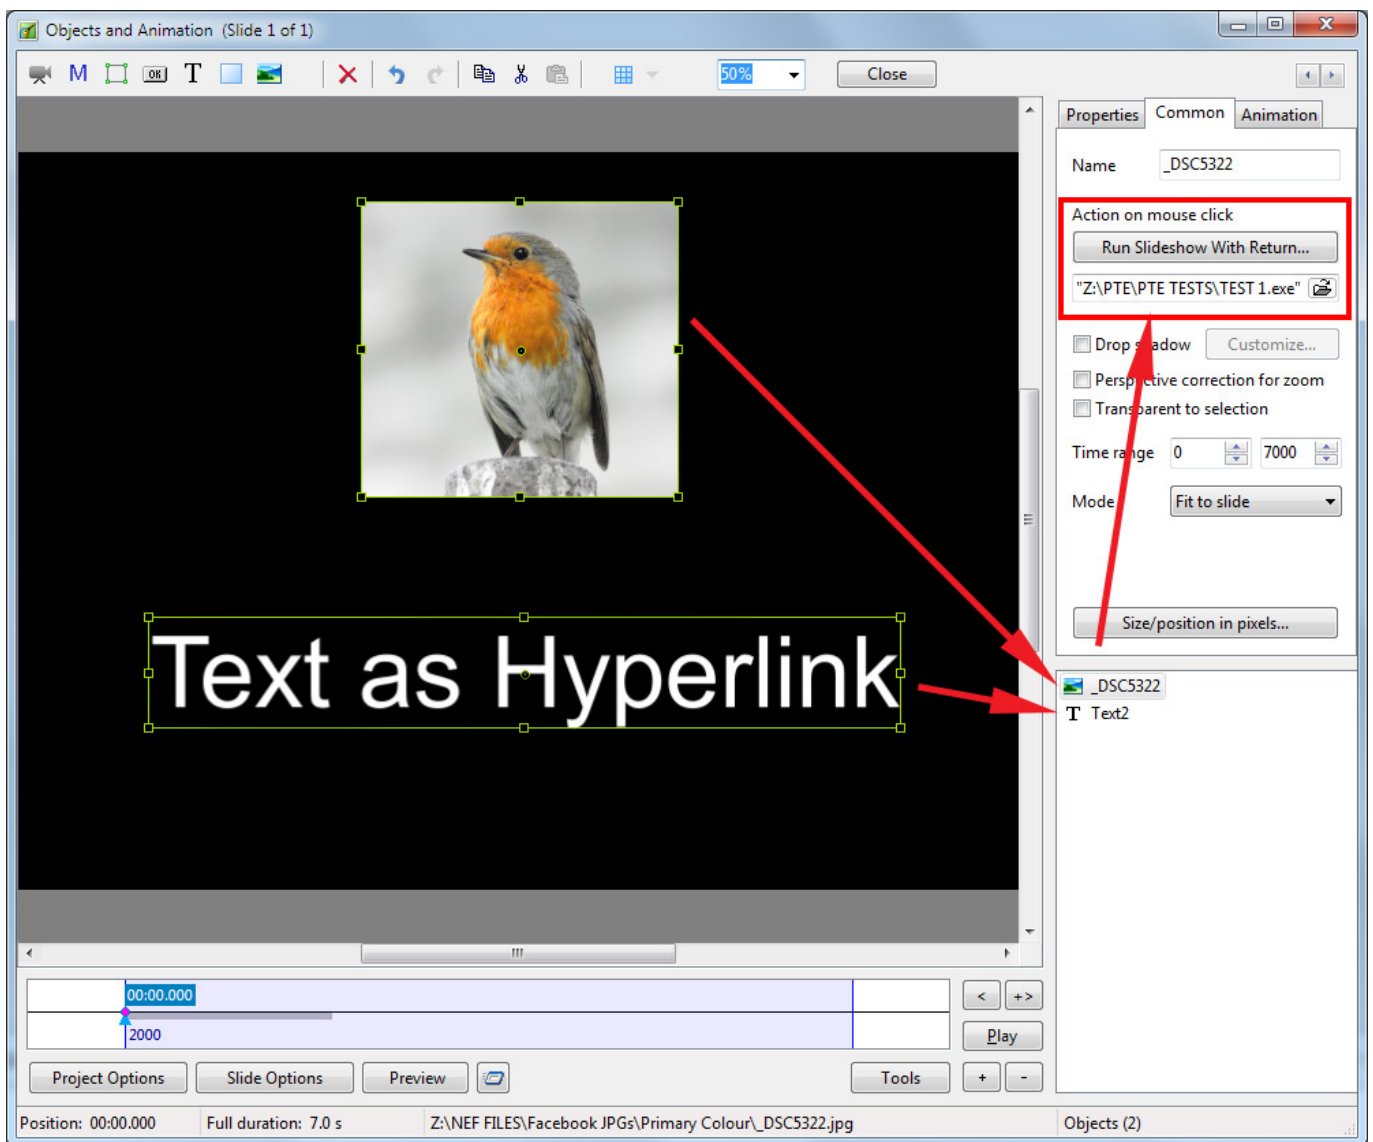 Objects and Animation (Slide 1 of 1)
M OK T 50% Close
Properties Common Animation
Name _DSC5322
Action on mouse click
Run Slideshow With Return...
"Z:\PTE\PTE TESTS\TEST 1.exe"
Drop shadow Customize...
Perspective correction for zoom
Transparent to selection
Time range 0 7000
Mode Fit to slide
Size/position in pixels...
Text as Hyperlink
_DSC5322
T Text2
00:00.000
2000
< +>
Play
Project Options Slide Options Preview Tools + -
Position: 00:00.000 Full duration: 7.0 s Z:\NEF FILES\Facebook JPGs\Primary Colour\_DSC5322.jpg Objects (2)